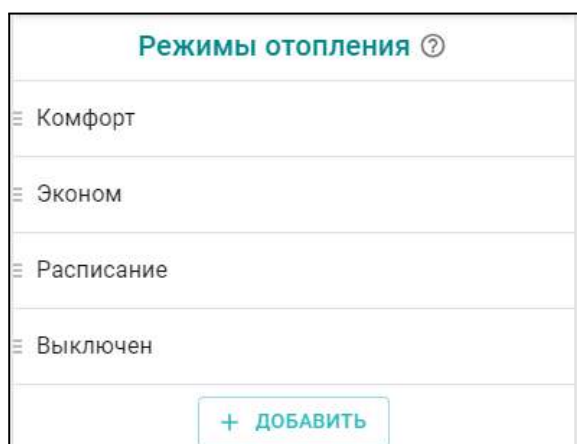 Режимы отопления ?
Комфорт
Эконом
Расписание
Выключен
+ ДОБАВИТЬ